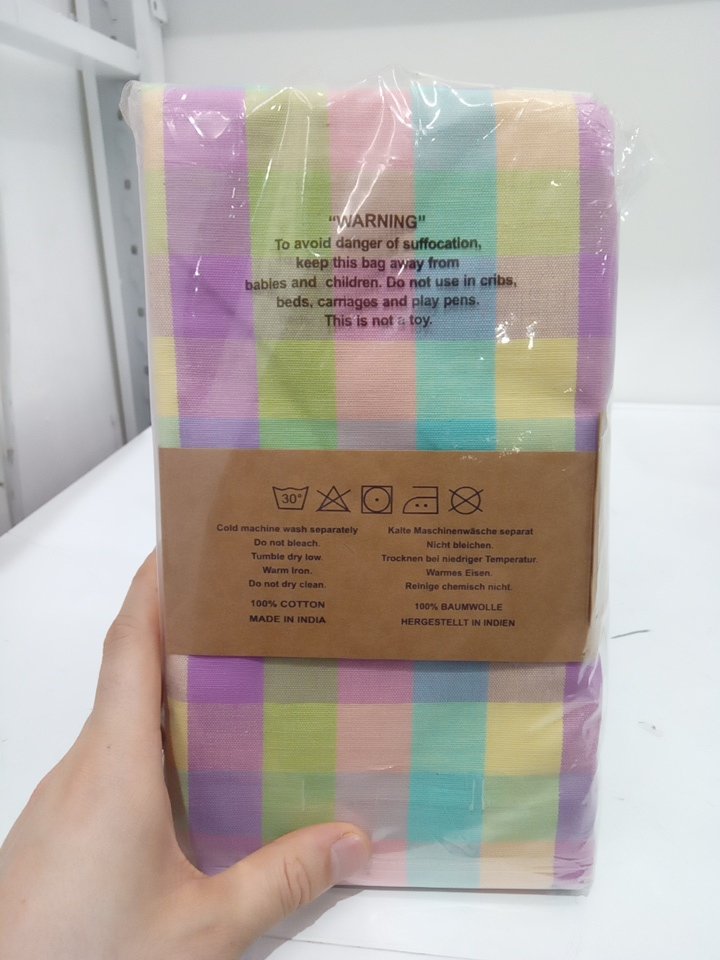 "WARNING"
To avoid danger of suffocation,
keep this bag away from
babies and children. Do not use in cribs,
beds, carriages and play pens.
This is not a toy.
30°
Cold machine wash separately
Do not bleach.
Tumble dry low.
Warm Iron.
Do not dry clean.
100% COTTON
MADE IN INDIA
Kalte Maschinenwäsche separat
Nicht bleichen.
Trocknen bei niedriger Temperatur.
Warmes Eisen.
Reinige chemisch nicht.
100% BAUMWOLLE
HERGESTELLT IN INDIEN